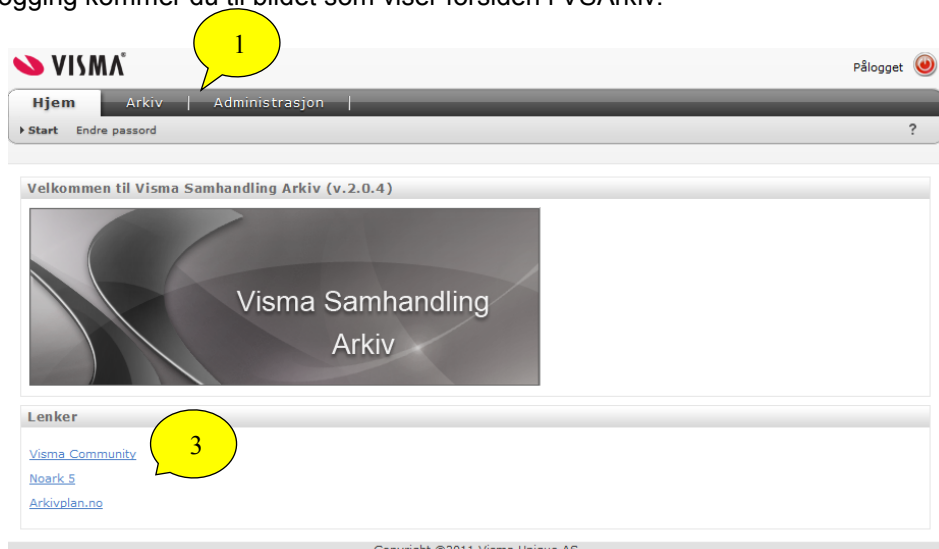 logging kommer du til bildet som viser forsiden i VSArkiv.
1
VISMA®
Pålogget
Hjem Arkiv | Administrasjon |
Start Endre passord ?
Velkommen til Visma Samhandling Arkiv (v.2.0.4)
Visma Samhandling
Arkiv
Lenker
3
Visma Community
Noark 5
Arkivplan.no
Copyright ©2011 Visma Unique AS